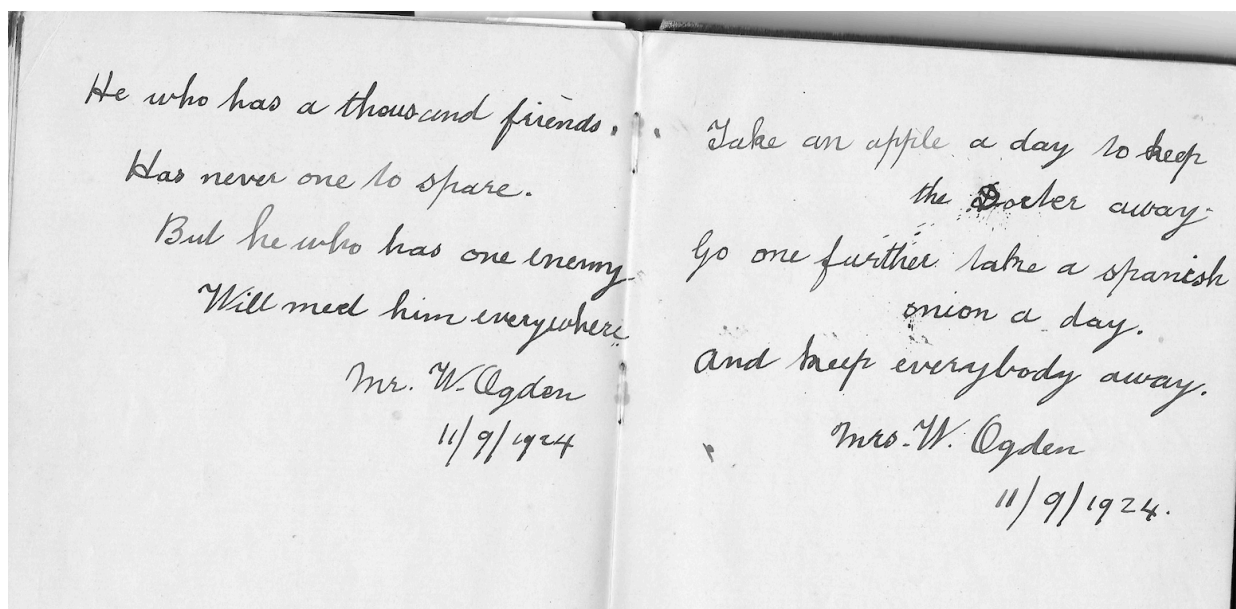 He who has a thousand friends.
Has never one to spare.
But he who has one enemy
Will meet him everywhere
Mr. W. Ogden
11/9/1924
Take an apple a day to keep
the Docter away.
Go one further take a spanish
onion a day.
and keep everybody away.
Mrs. W. Ogden
11/9/1924.